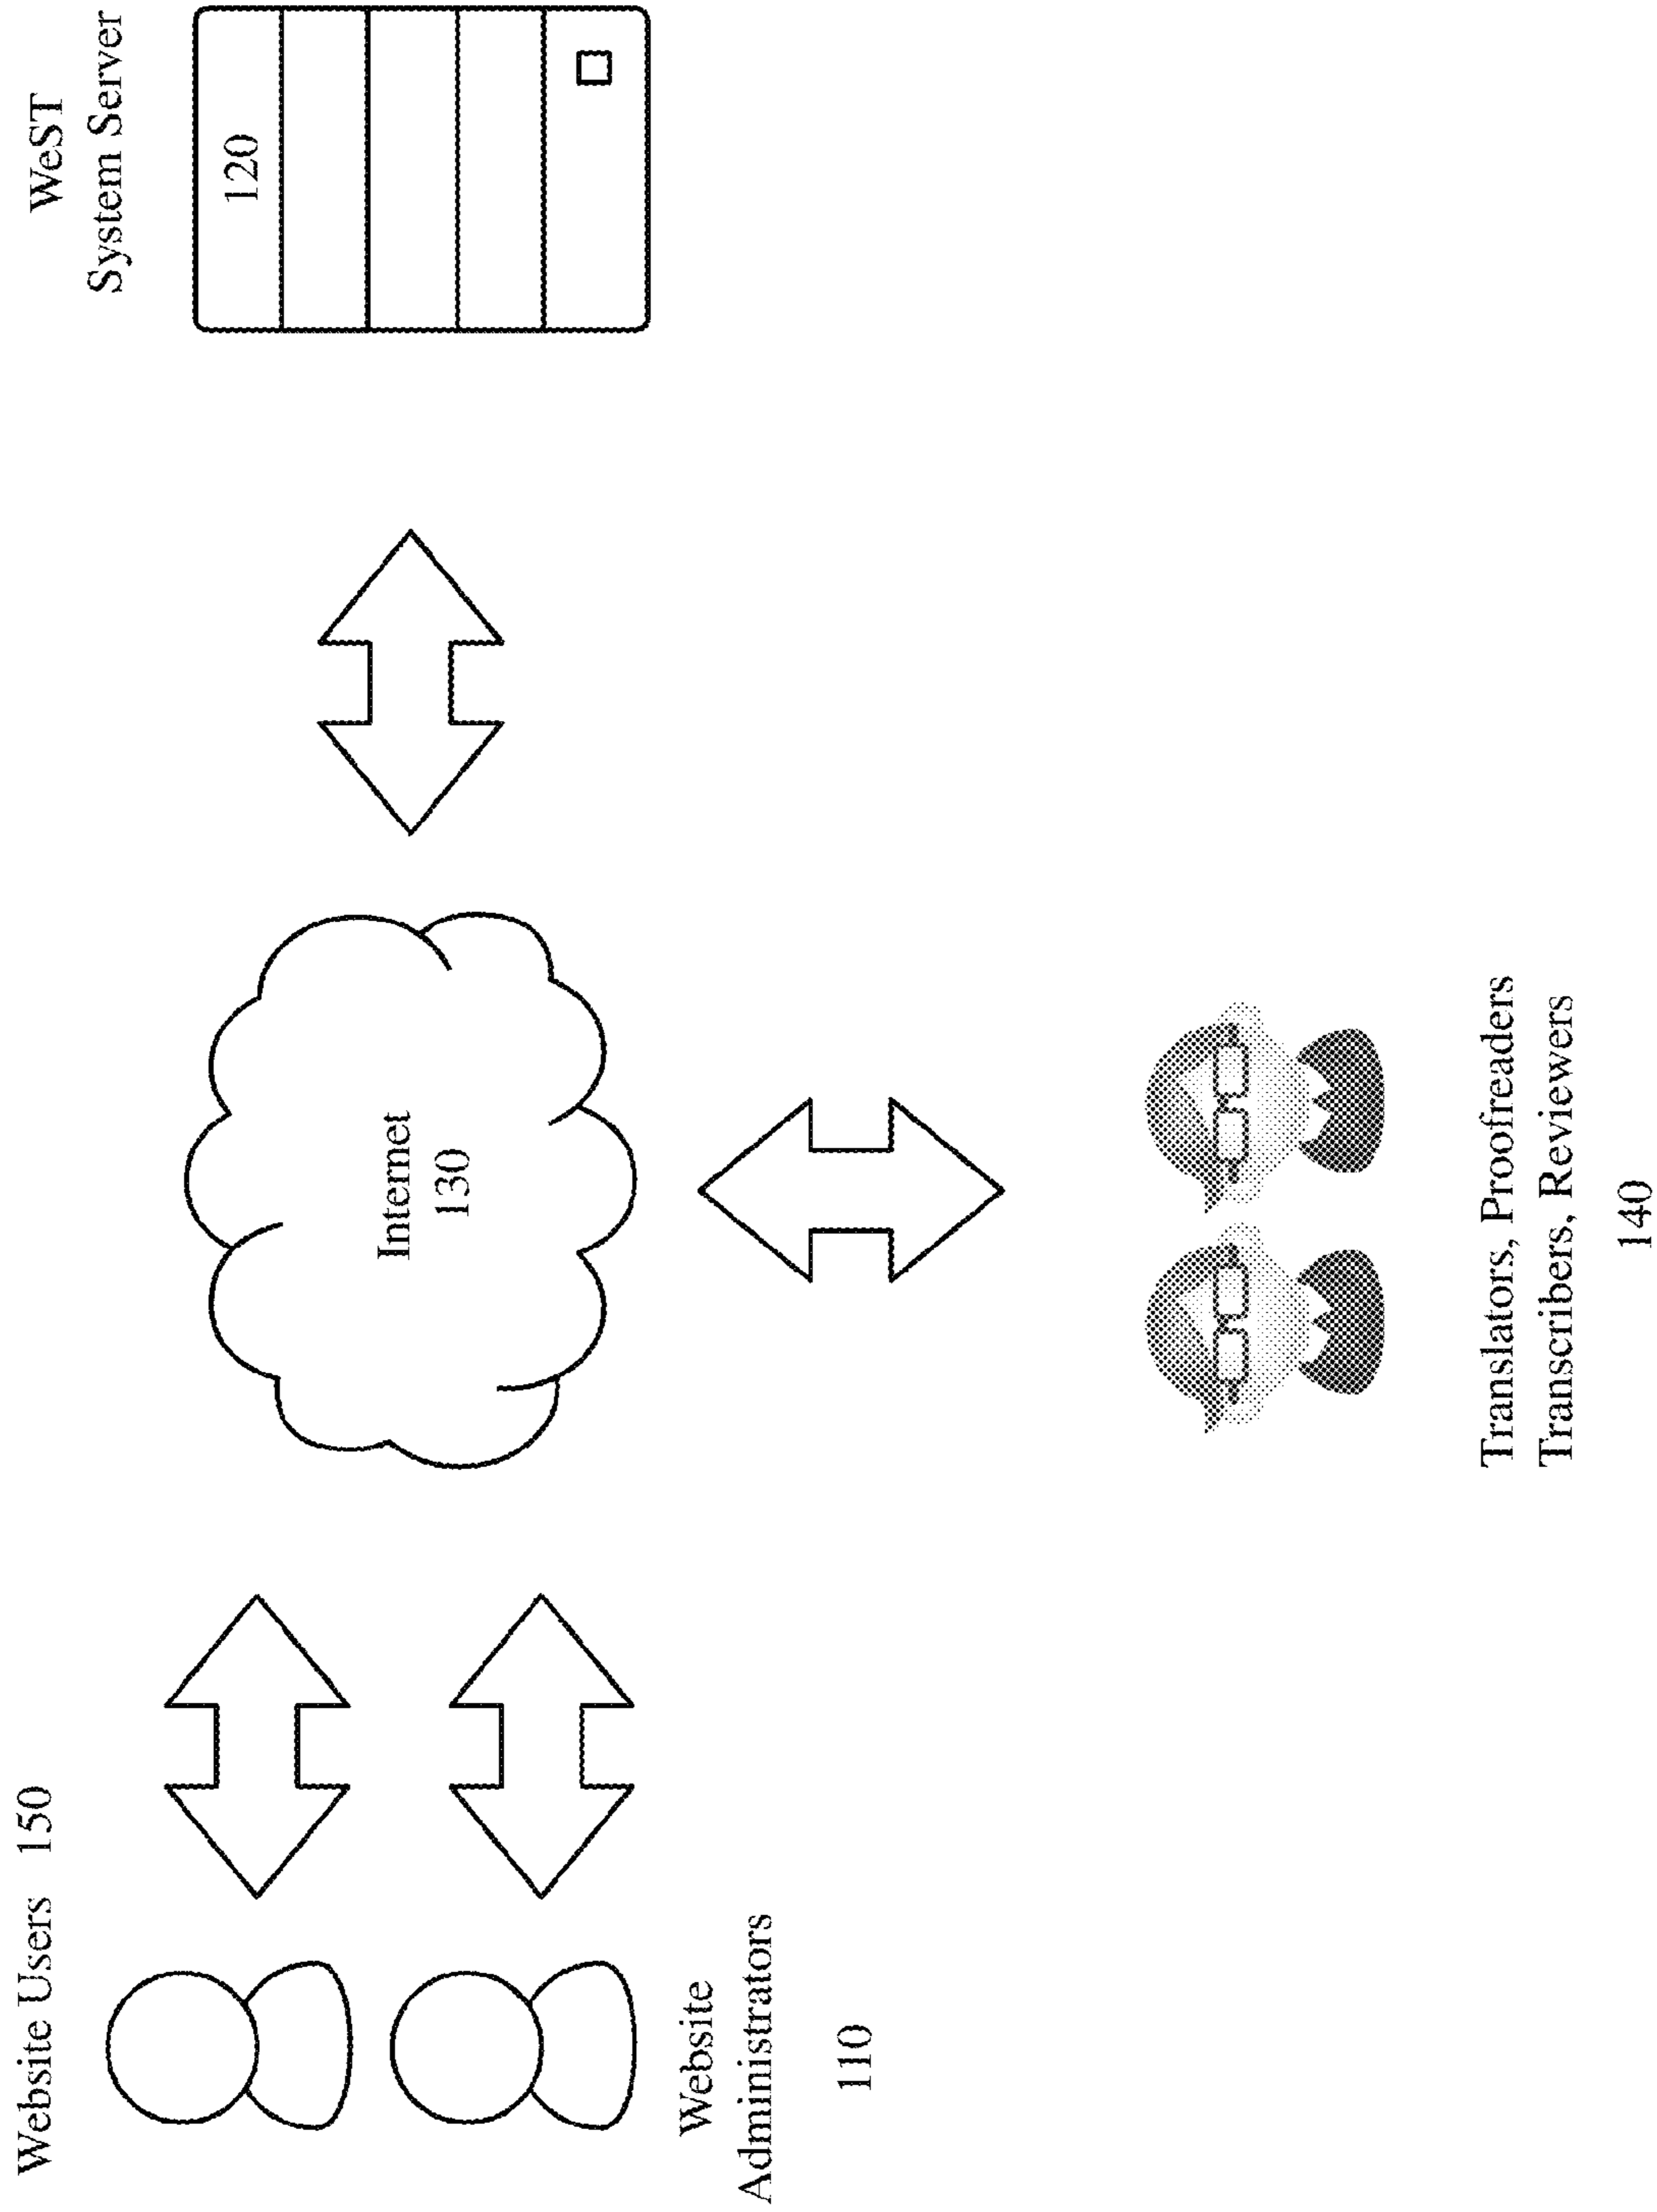 Website Users 150
WeST
System Server
120
Internet
130
Website
Administrators
110
Translators, Proofreaders
Transcribers, Reviewers
140